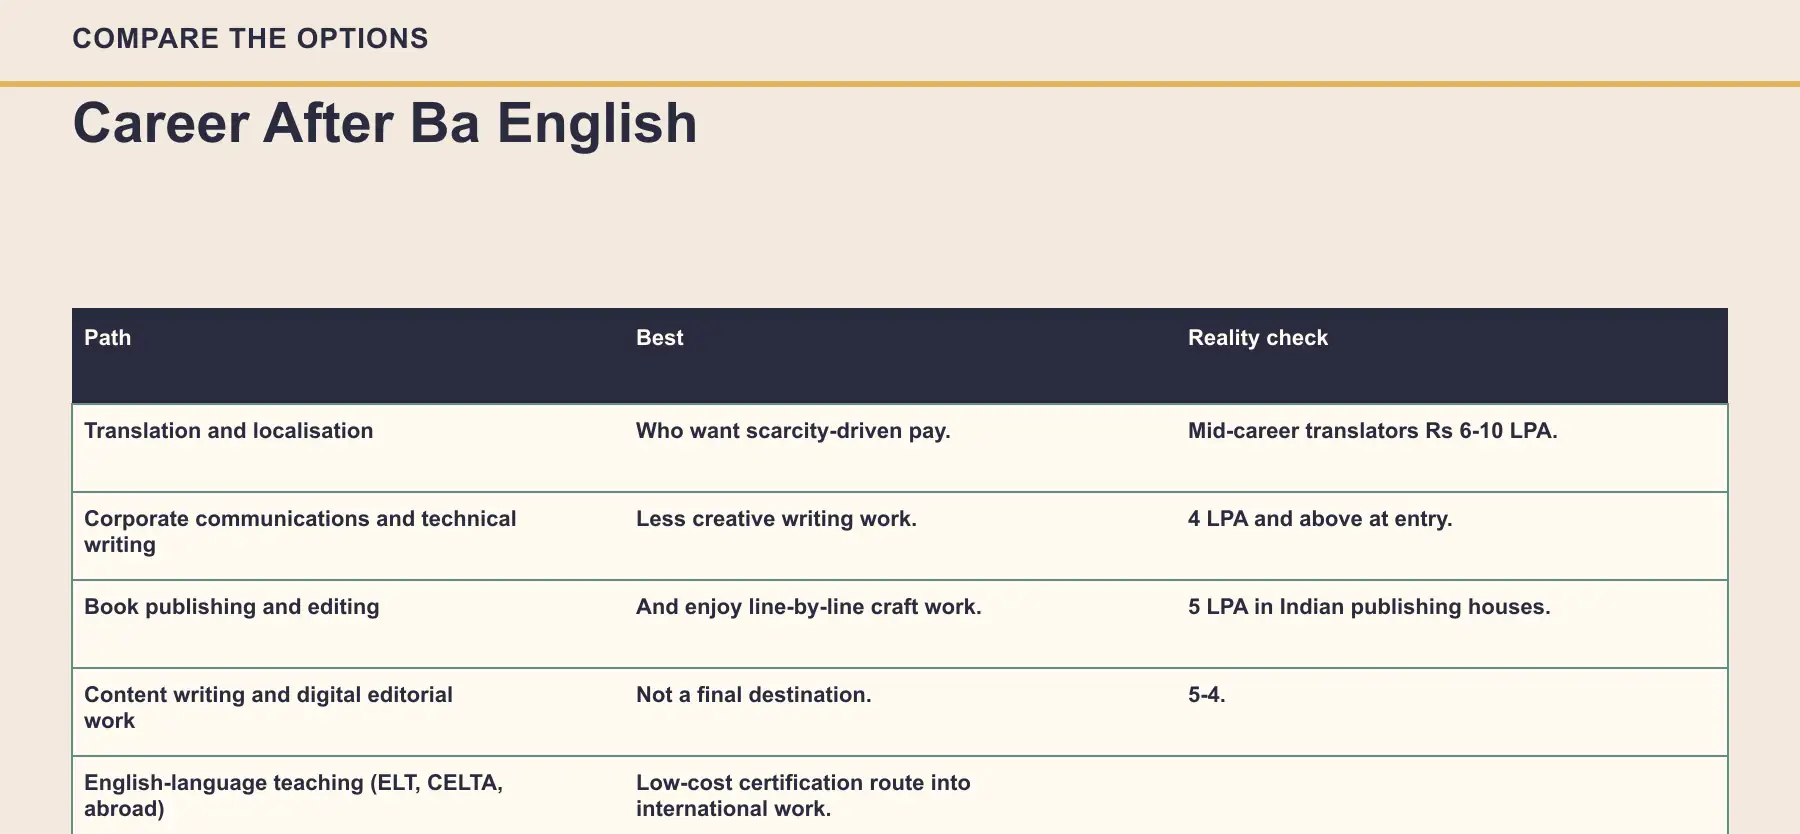 COMPARE THE OPTIONS
Career After Ba English
Path Best Reality check
Translation and localisation Who want scarcity-driven pay. Mid-career translators Rs 6-10 LPA.
Corporate communications and technical Less creative writing work. 4 LPA and above at entry.
writing
Book publishing and editing And enjoy line-by-line craft work. 5 LPA in Indian publishing houses.
Content writing and digital editorial Not a final destination. 5-4.
work
English-language teaching (ELT, CELTA, Low-cost certification route into
abroad) international work.